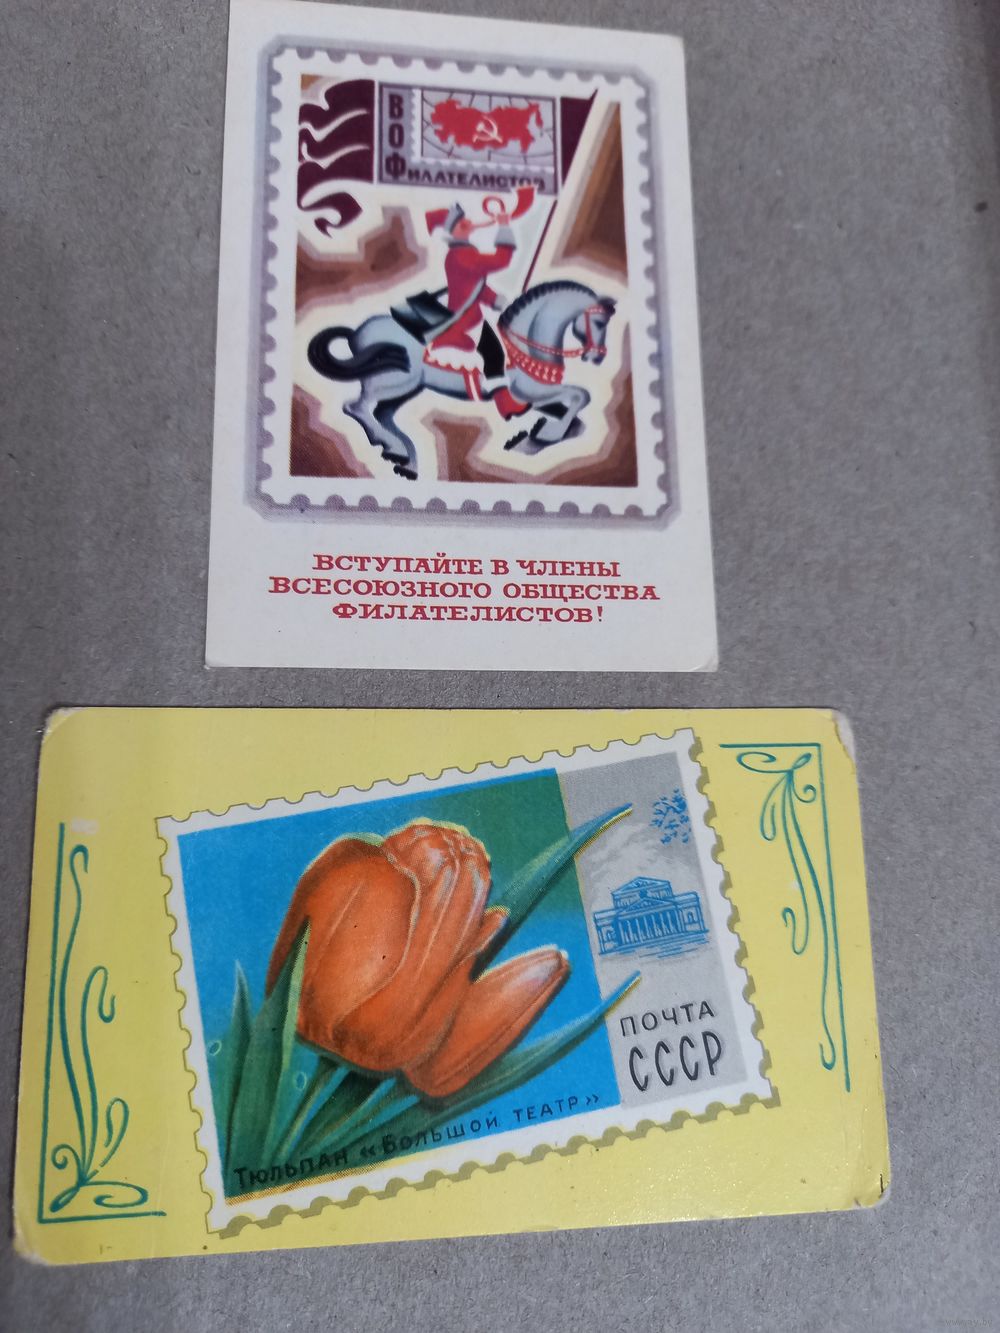 ВО
ФИЛАТЕЛИСТОВ
ВСТУПАЙТЕ В ЧЛЕНЫ
ВСЕСОЮЗНОГО ОБЩЕСТВА
ФИЛАТЕЛИСТОВ!
ПОЧТА
СССР
ТЮЛЬПАН «БОЛЬШОЙ ТЕАТР»